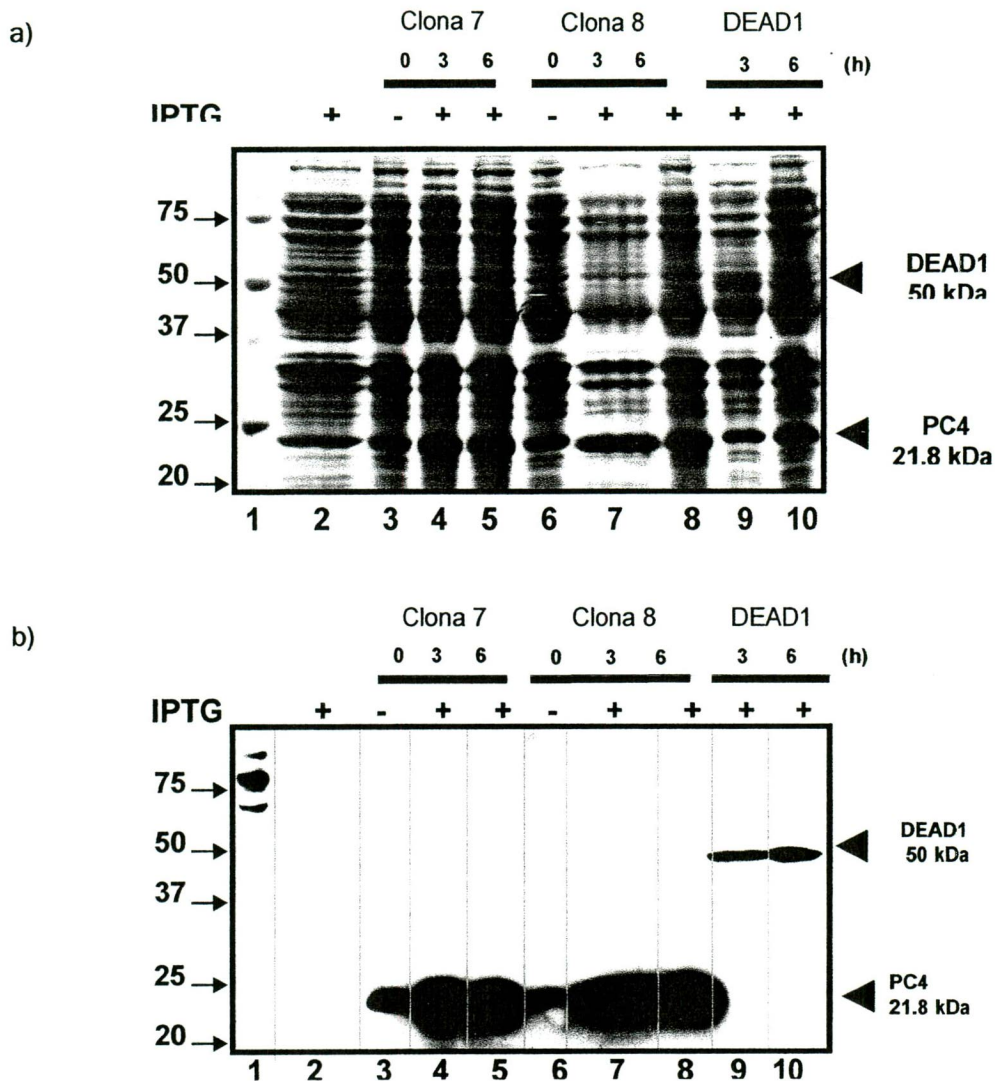 a)
Clona 7 Clona 8 DEAD1
0 3 6 0 3 6 3 6 (h)
IPTG + - + + - + + + +
75
50
37
25
20
DEAD1
50 kDa
PC4
21.8 kDa
1 2 3 4 5 6 7 8 9 10
b)
Clona 7 Clona 8 DEAD1
0 3 6 0 3 6 3 6 (h)
IPTG + - + + - + + + +
75
50
37
25
20
DEAD1
50 kDa
PC4
21.8 kDa
1 2 3 4 5 6 7 8 9 10